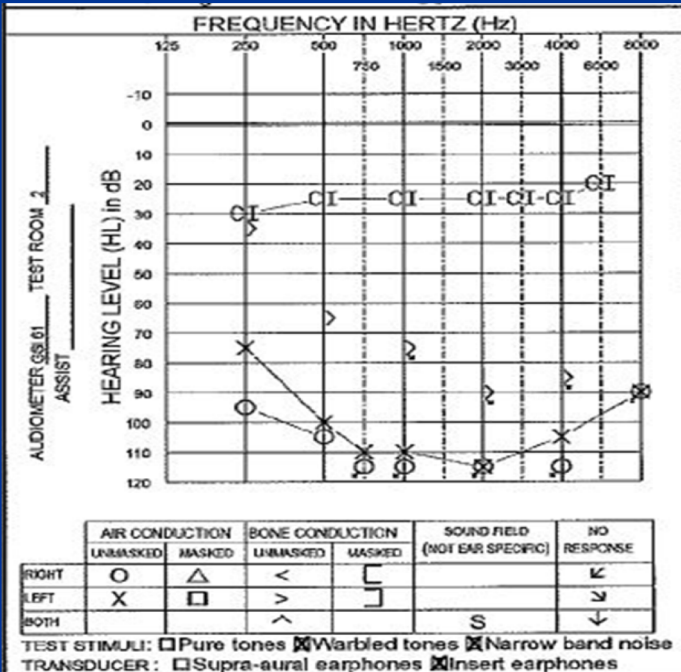 FREQUENCY IN HERTZ (Hz)
125 250 500 1000 2000 4000 8000
750 1500 3000 6000
-10
0
10
20
30
40
50
60
70
80
90
100
110
120
HEARING LEVEL (HL) in dB
AUDIOMETER GSI 61 TEST ROOM 2
ASSIST
CI CI CI CI CI CI CI
AIR CONDUCTION BONE CONDUCTION SOUND FIELD NO
UNMASKED MASKED UNMASKED MASKED (NOT EAR SPECIFIC) RESPONSE
RIGHT O △ < [ ↙
LEFT X □ > ] ↘
BOTH ^ S ↓
TEST STIMULI: □ Pure tones ☒ Warbled tones ☒ Narrow band noise
TRANSDUCER: □ Supra-aural earphones ☒ Insert earphones